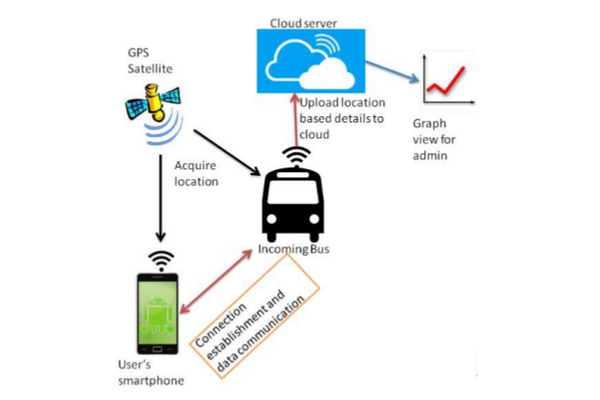 Cloud server
GPS
Satellite
Upload location
based details to
cloud
Graph
view for
admin
Acquire
location
Incoming Bus
Connection
establishment and
data communication
User's
smartphone